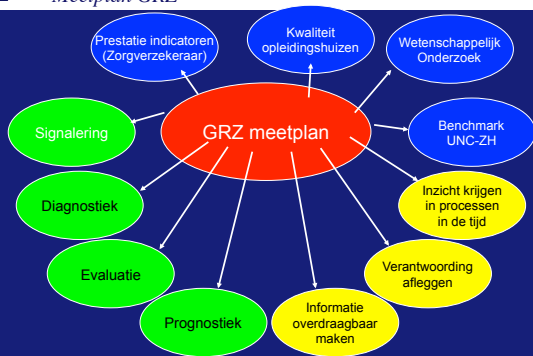 Meetplan GRZ
Prestatie indicatoren
(Zorgverzekeraar)
Kwaliteit
opleidingshuizen
Wetenschappelijk
Onderzoek
Signalering
GRZ meetplan
Benchmark
UNC-ZH
Diagnostiek
Inzicht krijgen
in processen
in de tijd
Evaluatie
Verantwoording
afleggen
Prognostiek
Informatie
overdraagbaar
maken